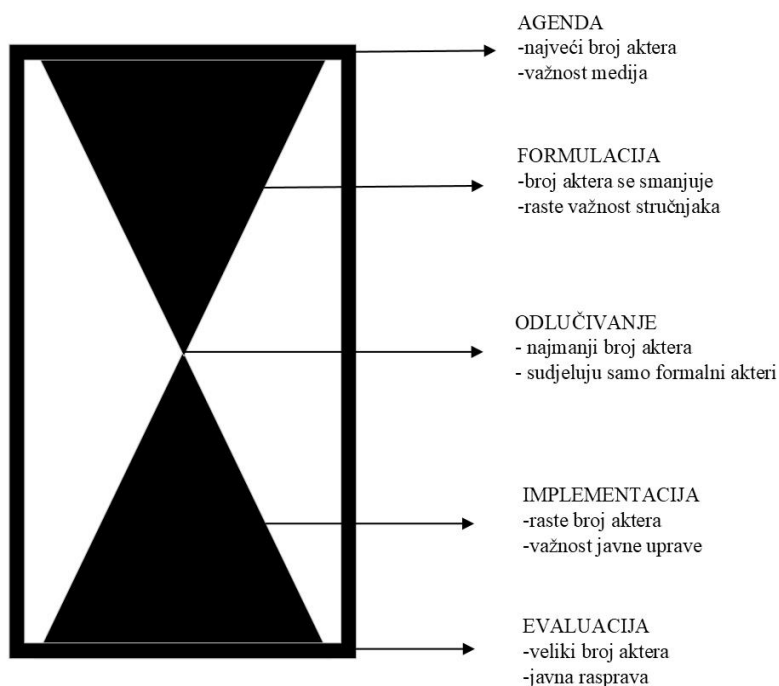 AGENDA
-najveći broj aktera
-važnost medija
FORMULACIJA
-broj aktera se smanjuje
-raste važnost stručnjaka
ODLUČIVANJE
- najmanji broj aktera
- sudjeluju samo formalni akteri
IMPLEMENTACIJA
-raste broj aktera
-važnost javne uprave
EVALUACIJA
-veliki broj aktera
-javna rasprava